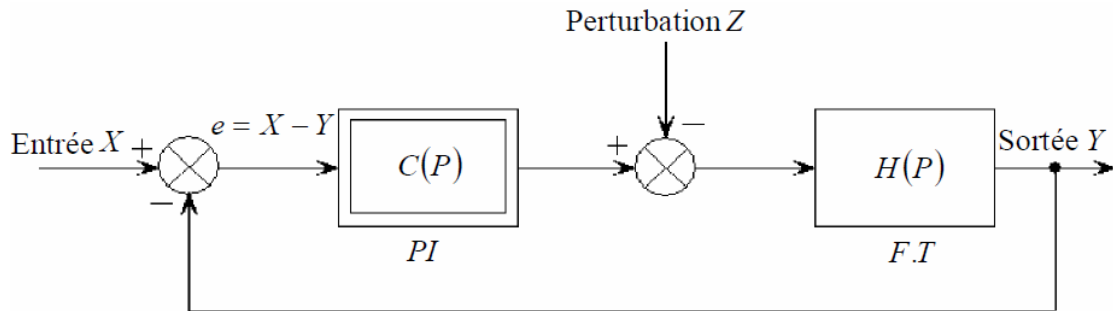 Perturbation Z
Entrée X
+
−
e = X − Y
C(P)
PI
+
−
H(P)
F.T
Sortée Y